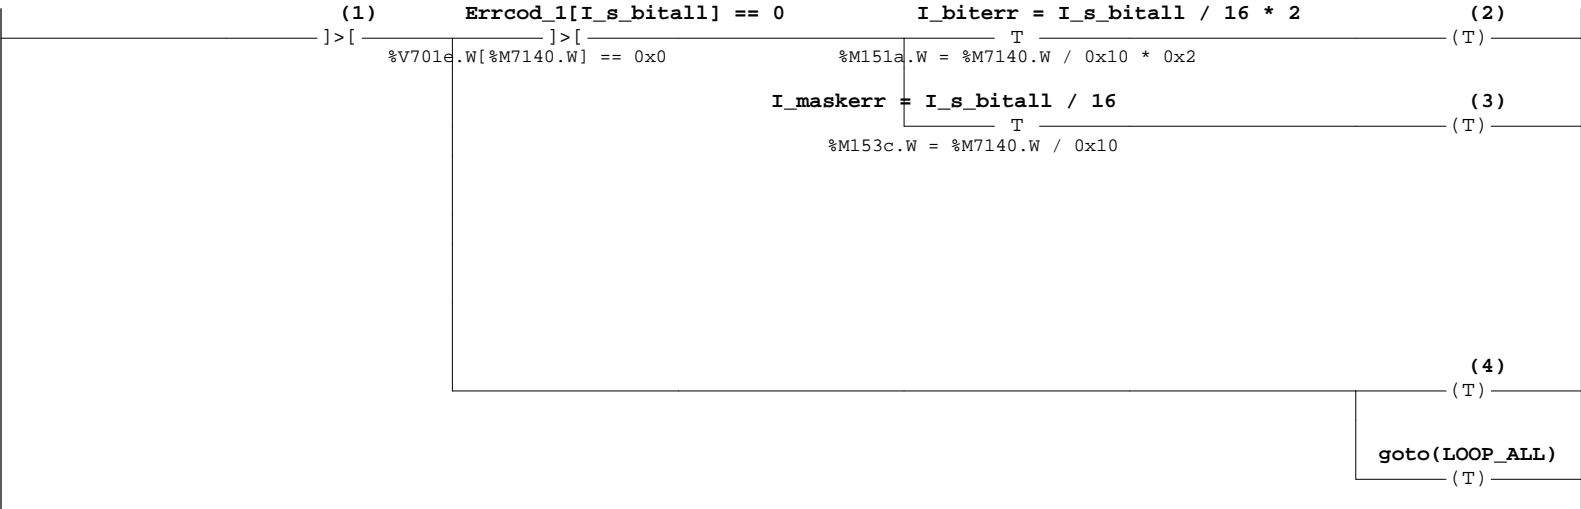 (1) Errcod_1[I_s_bitall] == 0 I_biterr = I_s_bitall / 16 * 2 (2)
]>[ ]>[ T (T)
%V701e.W[%M7140.W] == 0x0 %M151a.W = %M7140.W / 0x10 * 0x2
I_maskerr = I_s_bitall / 16 (3)
T (T)
%M153c.W = %M7140.W / 0x10
(4)
(T)
goto(LOOP_ALL)
(T)